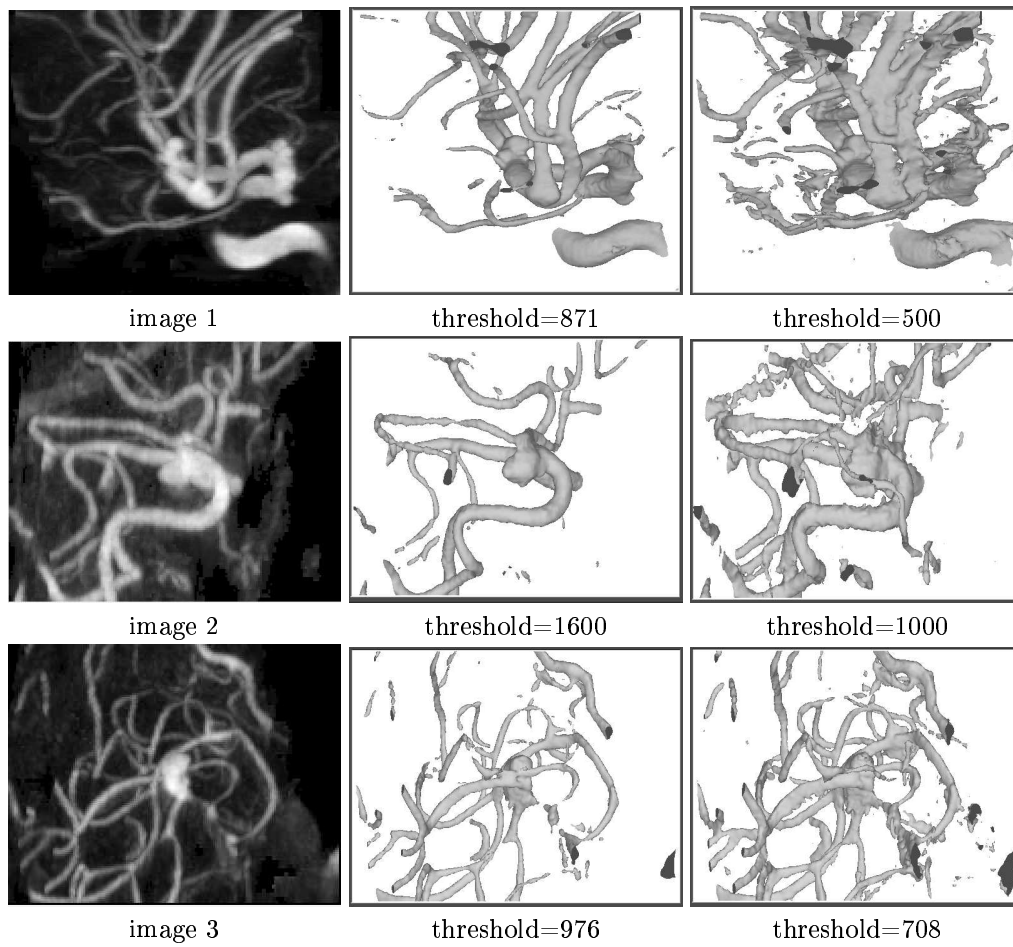 image 1 threshold=871 threshold=500
image 2 threshold=1600 threshold=1000
image 3 threshold=976 threshold=708